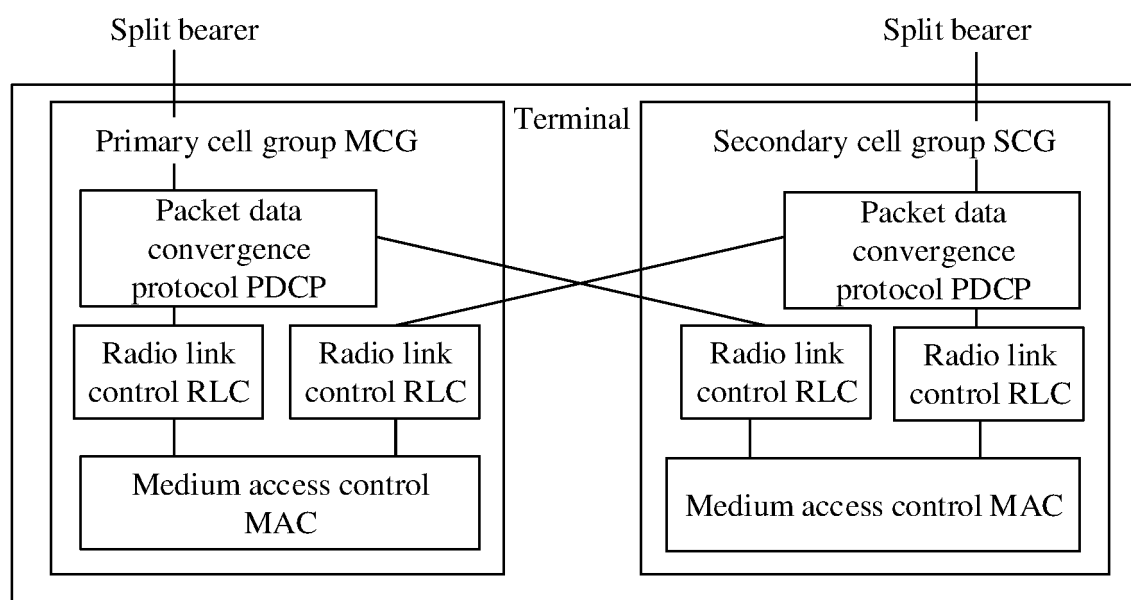 Split bearer
Split bearer
Terminal
Primary cell group MCG
Packet data
convergence
protocol PDCP
Radio link
control RLC
Radio link
control RLC
Medium access control
MAC
Secondary cell group SCG
Packet data
convergence
protocol PDCP
Radio link
control RLC
Radio link
control RLC
Medium access control MAC